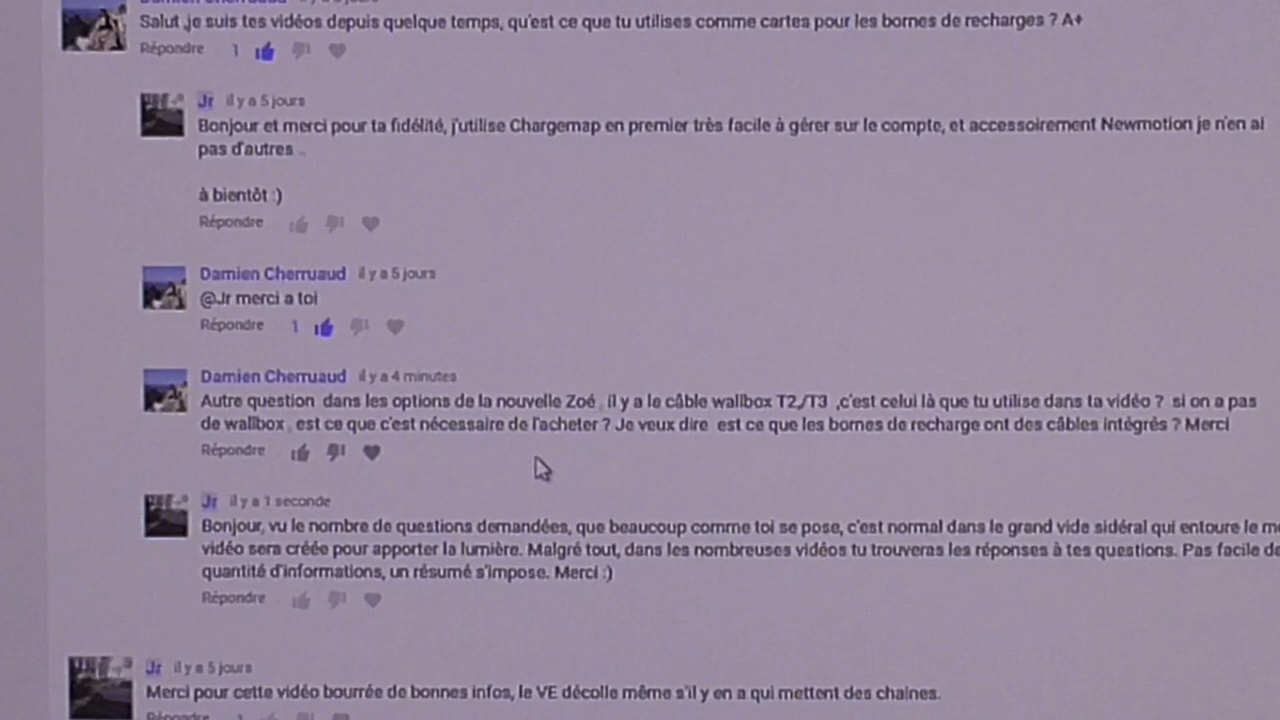 Salut ,je suis tes vidéos depuis quelque temps, qu'est ce que tu utilises comme cartes pour les bornes de recharges ? A+
Répondre 1
Jr il y a 5 jours
Bonjour et merci pour ta fidélité, j'utilise Chargemap en premier très facile à gérer sur le compte, et accessoirement Newmotion je n'en ai
pas d'autres ..
à bientôt :)
Répondre
Damien Cherruaud il y a 5 jours
@Jr merci a toi
Répondre 1
Damien Cherruaud il y a 4 minutes
Autre question dans les options de la nouvelle Zoé , il y a le câble wallbox T2/T3 ,c'est celui là que tu utilise dans ta vidéo ? si on a pas
de wallbox , est ce que c'est nécessaire de l'acheter ? Je veux dire est ce que les bornes de recharge ont des câbles intégrés ? Merci
Répondre
Jr il y a 1 seconde
Bonjour, vu le nombre de questions demandées, que beaucoup comme toi se pose, c'est normal dans le grand vide sidéral qui entoure le
vidéo sera créée pour apporter la lumière. Malgré tout, dans les nombreuses vidéos tu trouveras les réponses à tes questions. Pas facile
quantité d'informations, un résumé s'impose. Merci :)
Répondre
Jr il y a 5 jours
Merci pour cette vidéo bourrée de bonnes infos, le VE décolle même s'il y en a qui mettent des chaines.
Répondre